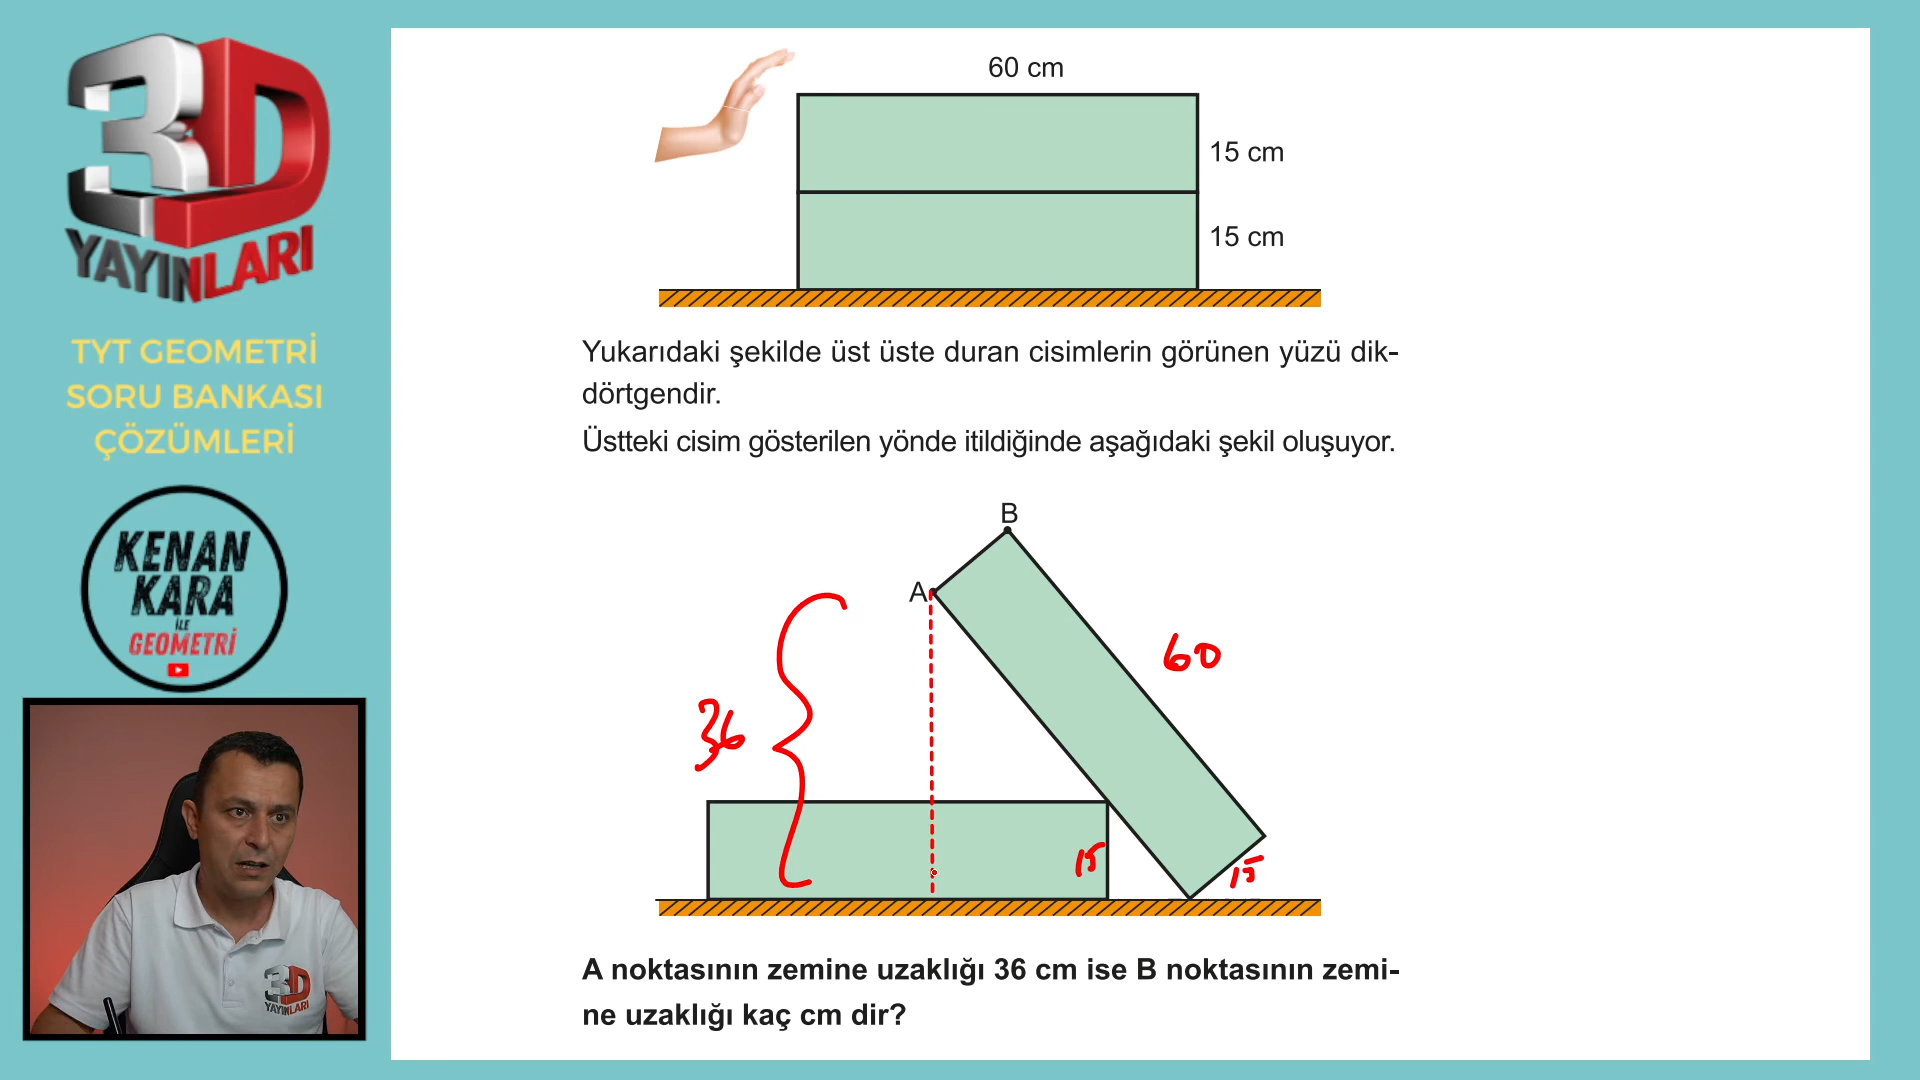 3D
YAYINLARI
TYT GEOMETRİ
SORU BANKASI
ÇÖZÜMLERİ
KENAN
KARA
İLE
GEOMETRİ
3D
YAYINLARI
60 cm
15 cm
15 cm
Yukarıdaki şekilde üst üste duran cisimlerin görünen yüzü dik-
dörtgendir.
Üstteki cisim gösterilen yönde itildiğinde aşağıdaki şekil oluşuyor.
B
A
60
36
15
15
A noktasının zemine uzaklığı 36 cm ise B noktasının zemi-
ne uzaklığı kaç cm dir?